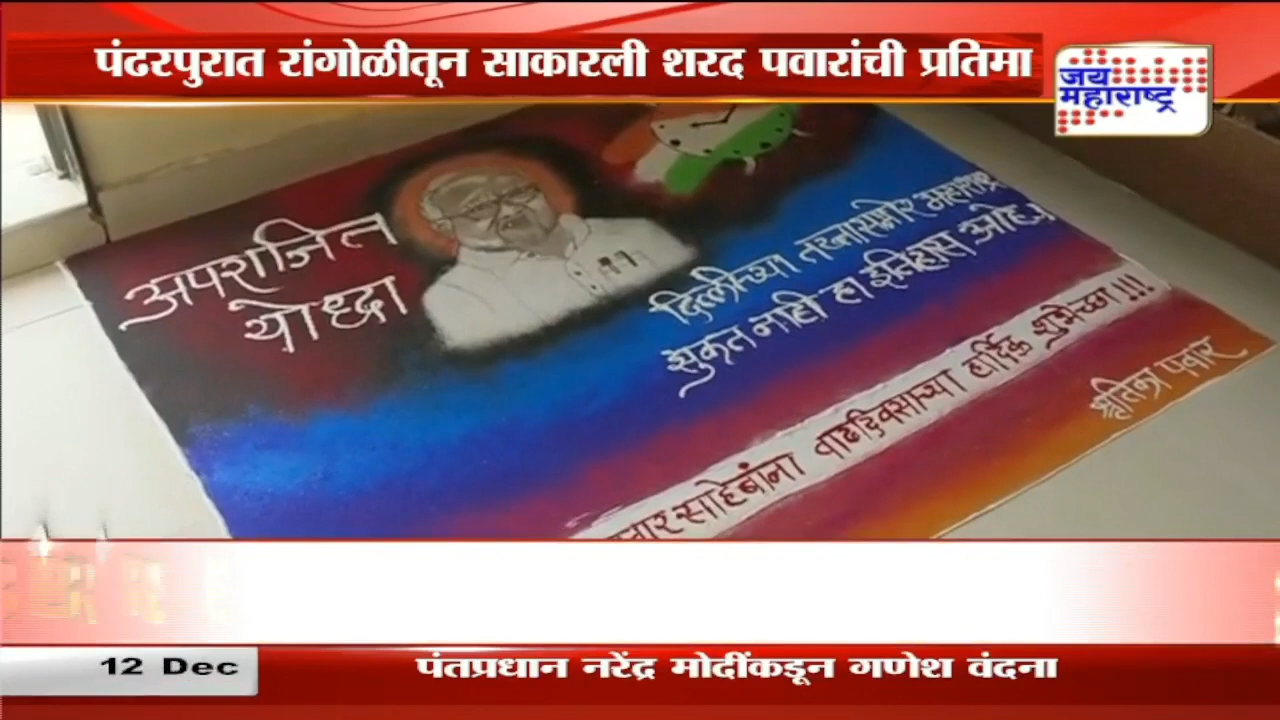 पंढरपुरात रांगोळीतून साकारली शरद पवारांची प्रतिमा
जय
महाराष्ट्र
अपराजित
योध्दा
दिल्लीच्या तख्तासमोर महाराष्ट्र
झुकत नाही हा इतिहास आहे
साहेबांना वाढदिवसाच्या हार्दिक शुभेच्छा !!!
पवार
12 Dec
पंतप्रधान नरेंद्र मोदींकडून गणेश वंदना